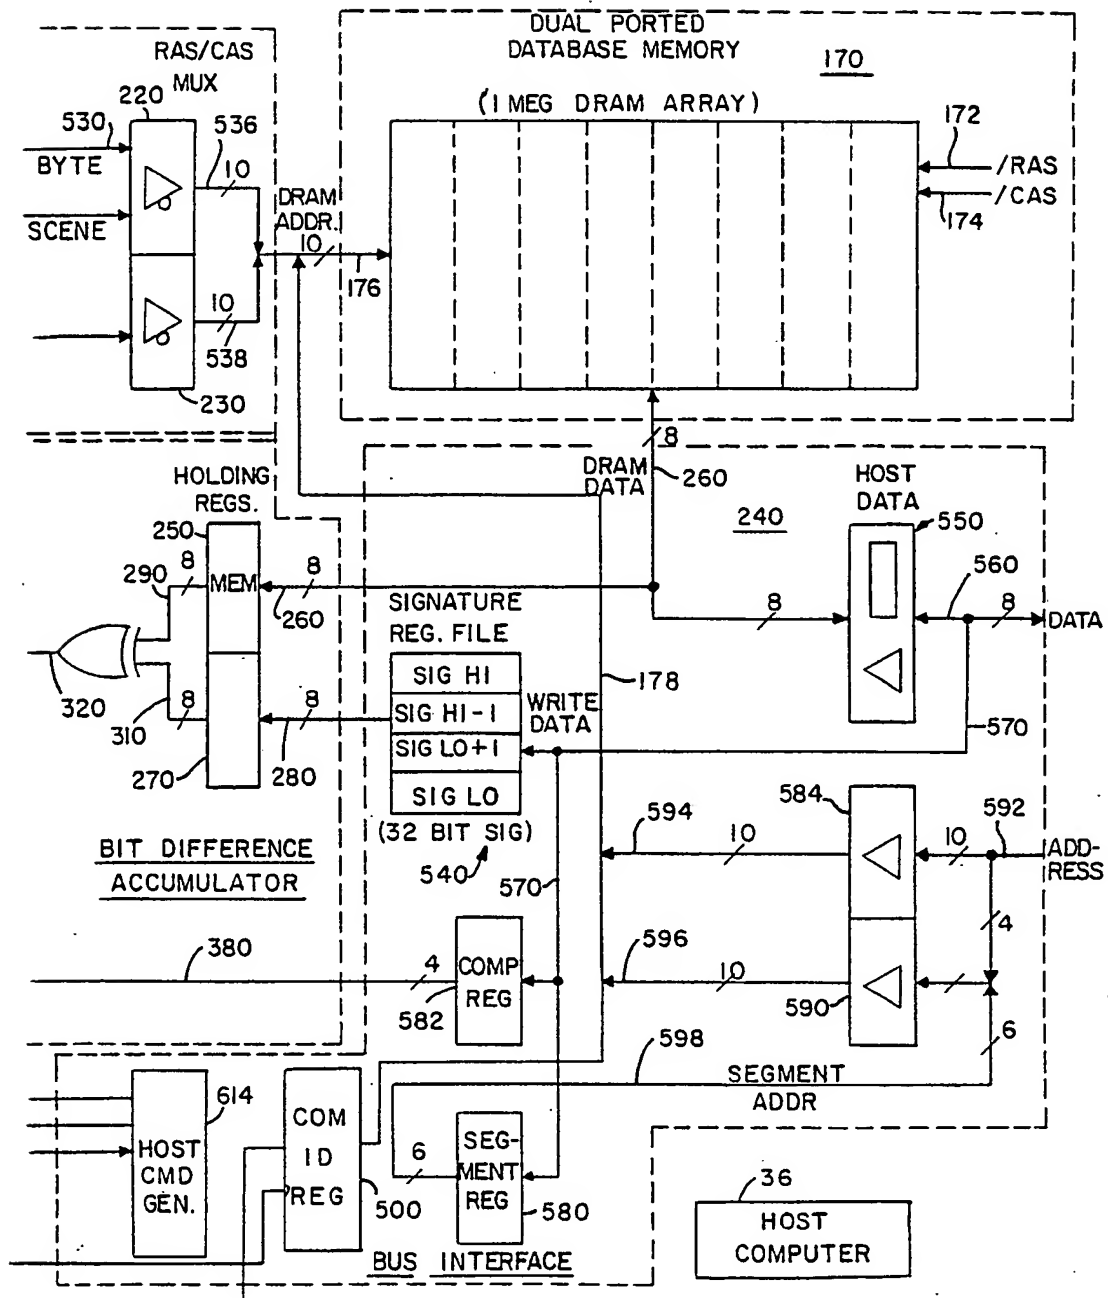 RAS/CAS
MUX
220
530
BYTE
SCENE
536
10
10
538
230
DRAM
ADDR.
10
176
DUAL PORTED
DATABASE MEMORY
170
(1 MEG DRAM ARRAY)
172
/RAS
/CAS
174
8
DRAM
DATA
260
240
HOST
DATA
550
560
8
8
DATA
HOLDING
REGS.
250
290
8
MEM
8
260
SIGNATURE
REG. FILE
SIG HI
SIG HI-1
SIG LO+1
SIG LO
(32 BIT SIG)
540
WRITE
DATA
178
570
320
310
8
270
8
280
BIT DIFFERENCE
ACCUMULATOR
594
10
584
10
592
ADD-
RESS
570
4
380
4
COMP
REG
582
596
10
590
6
598
SEGMENT
ADDR
614
HOST
CMD
GEN.
COM
ID
REG
500
6
SEG-
MENT
REG
580
BUS INTERFACE
36
HOST
COMPUTER